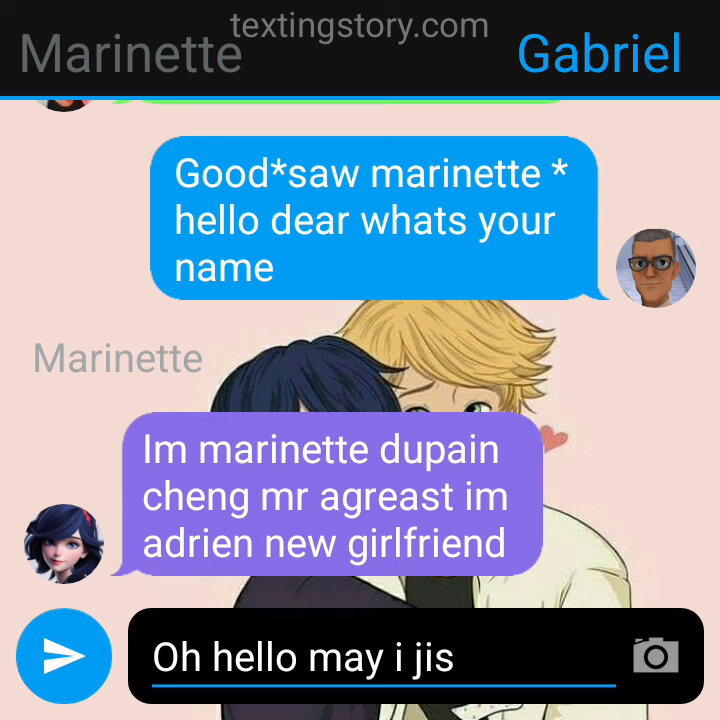 textingstory.com
Marinette
Gabriel
Good*saw marinette *
hello dear whats your
name
Marinette
Im marinette dupain
cheng mr agreast im
adrien new girlfriend
Oh hello may i jis